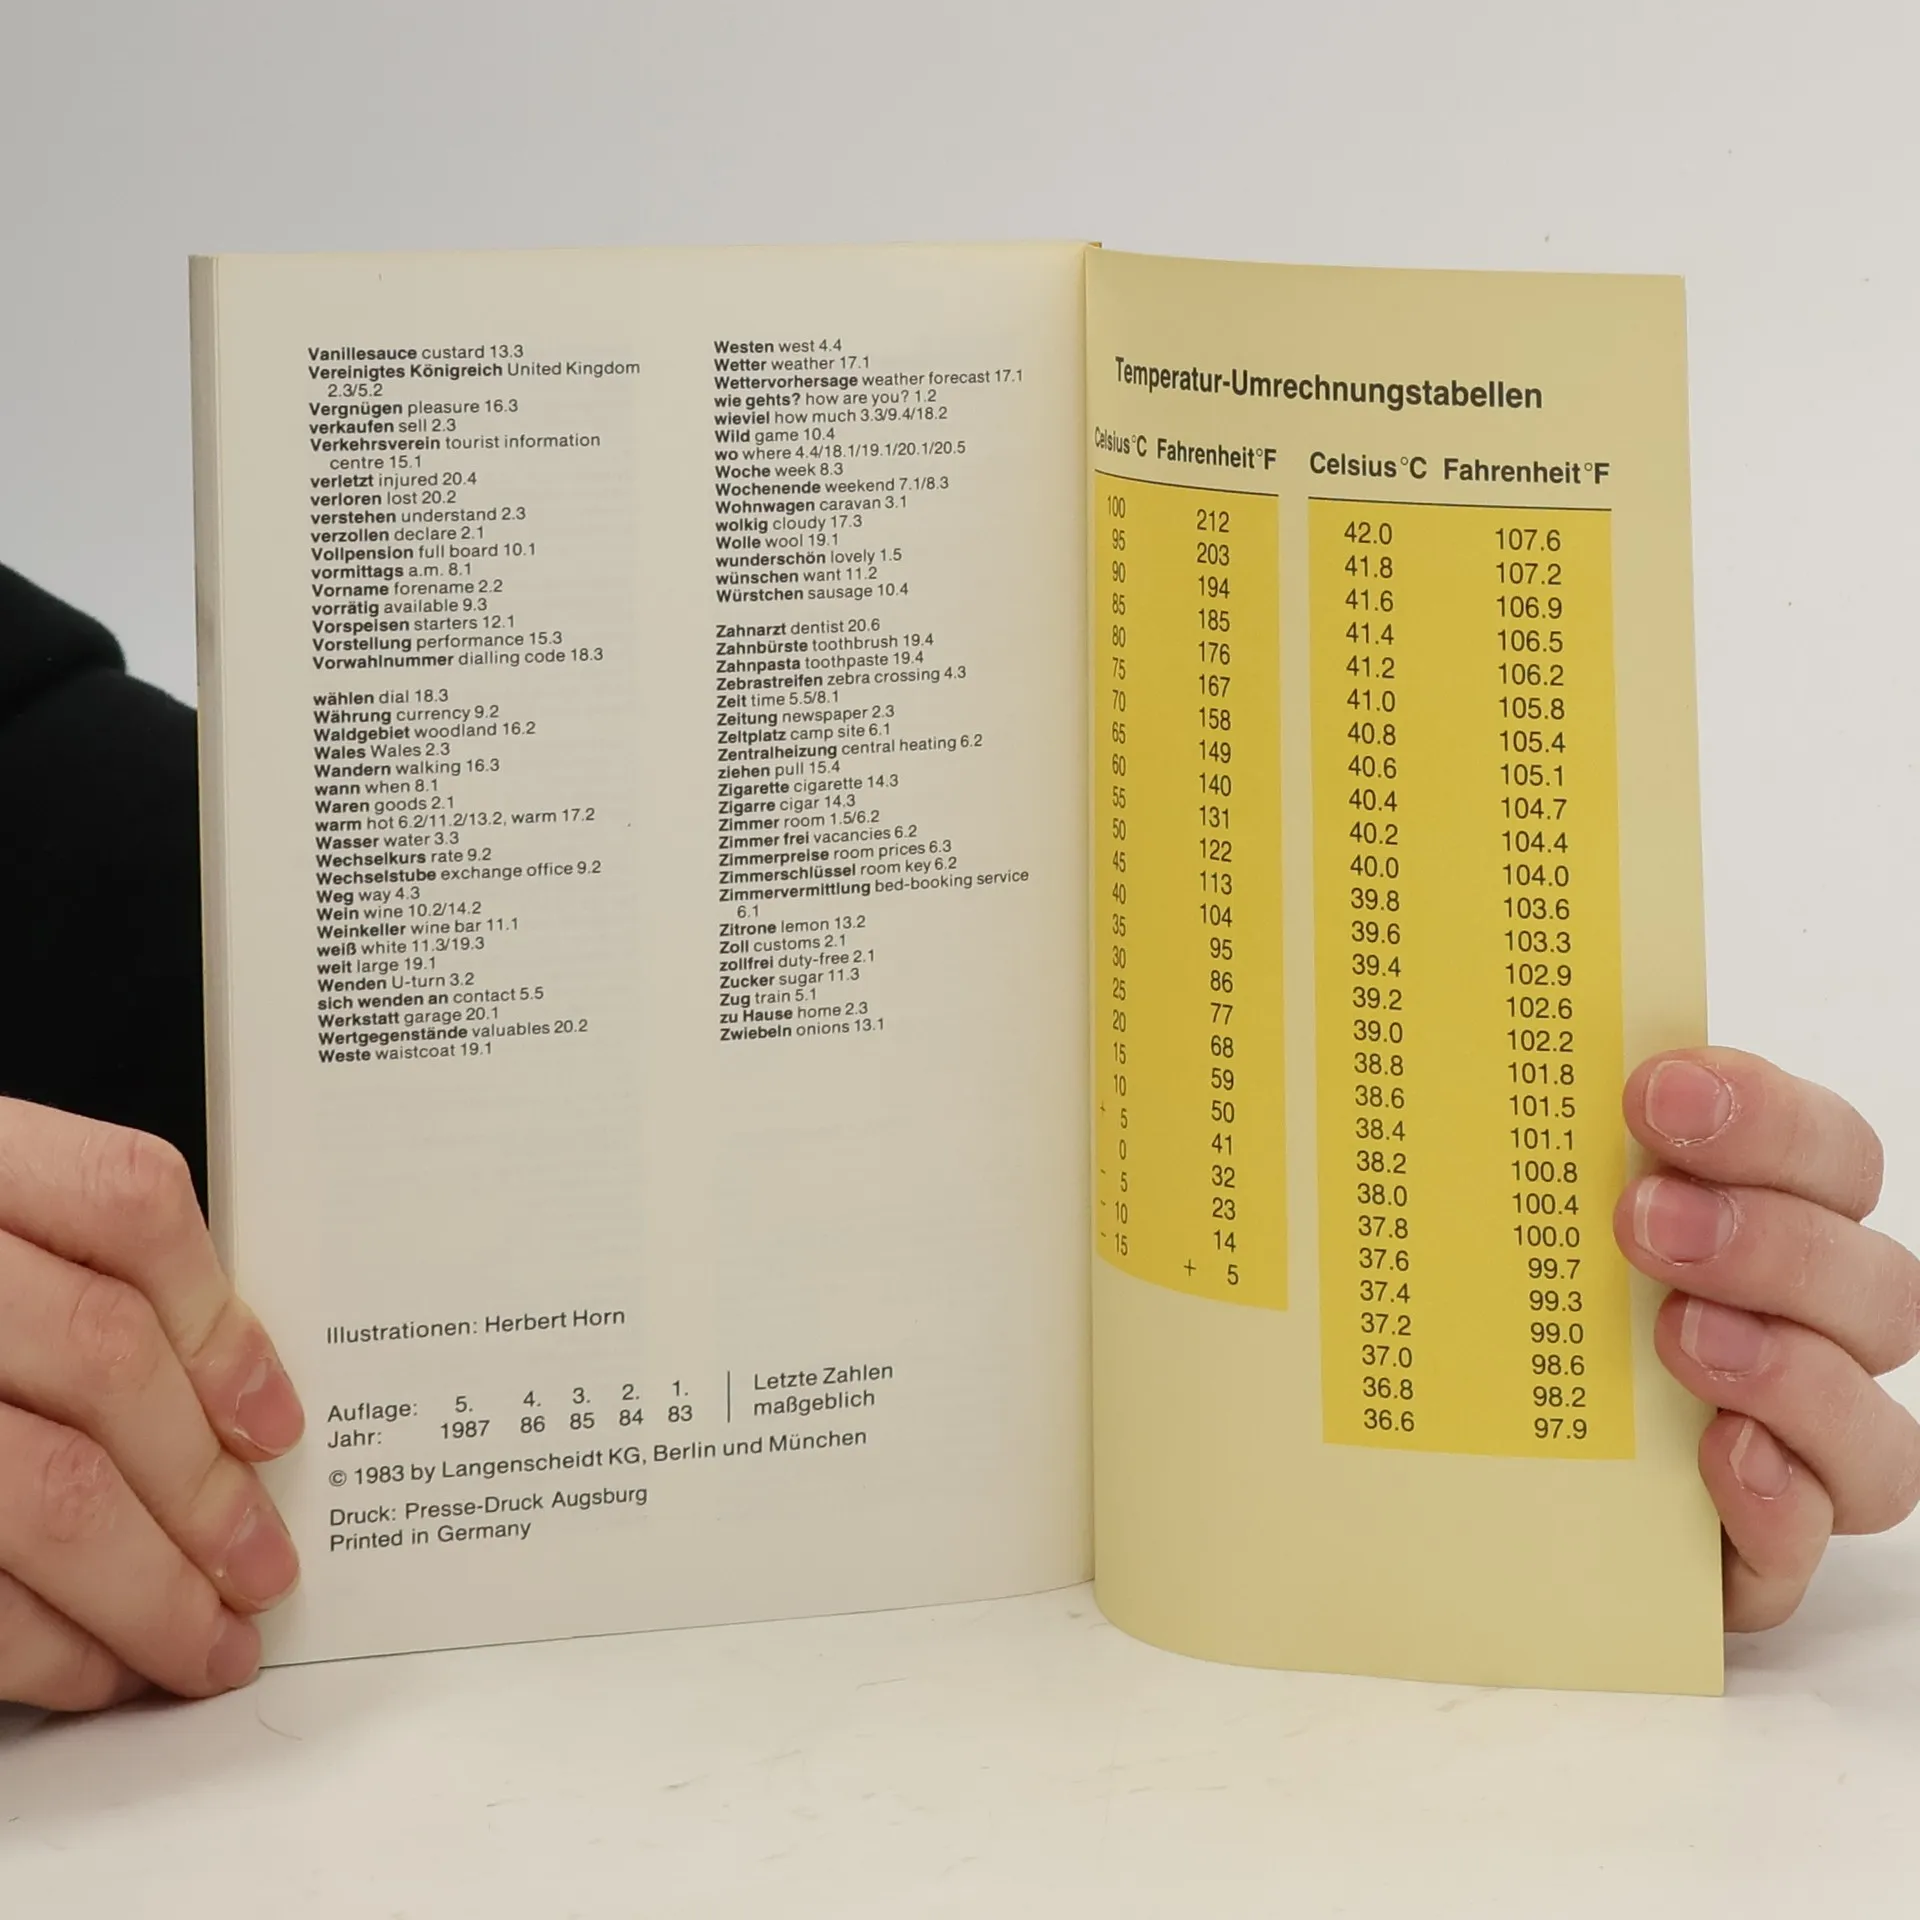 Vanillesauce custard 13.3
Vereinigtes Königreich United Kingdom
2.3/5.2
Vergnügen pleasure 16.3
verkaufen sell 2.3
Verkehrsverein tourist information
centre 15.1
verletzt injured 20.4
verloren lost 20.2
verstehen understand 2.3
verzollen declare 2.1
Vollpension full board 10.1
vormittags a.m. 8.1
Vorname forename 2.2
vorrätig available 9.3
Vorspeisen starters 12.1
Vorstellung performance 15.3
Vorwahlnummer dialling code 18.3
wählen dial 18.3
Währung currency 9.2
Waldgebiet woodland 16.2
Wales Wales 2.3
Wandern walking 16.3
wann when 8.1
Waren goods 2.1
warm hot 6.2/11.2/13.2, warm 17.2
Wasser water 3.3
Wechselkurs rate 9.2
Wechselstube exchange office 9.2
Weg way 4.3
Wein wine 10.2/14.2
Weinkeller wine bar 11.1
weiß white 11.3/19.3
weit large 19.1
Wenden U-turn 3.2
sich wenden an contact 5.5
Werkstatt garage 20.1
Wertgegenstände valuables 20.2
Weste waistcoat 19.1
Westen west 4.4
Wetter weather 17.1
Wettervorhersage weather forecast 17.1
wie gehts? how are you? 1.2
wieviel how much 3.3/9.4/18.2
Wild game 10.4
wo where 4.4/18.1/19.1/20.1/20.5
Woche week 8.3
Wochenende weekend 7.1/8.3
Wohnwagen caravan 3.1
wolkig cloudy 17.3
Wolle wool 19.1
wunderschön lovely 1.5
wünschen want 11.2
Würstchen sausage 10.4
Zahnarzt dentist 20.6
Zahnbürste toothbrush 19.4
Zahnpasta toothpaste 19.4
Zebrastreifen zebra crossing 4.3
Zeit time 5.5/8.1
Zeitung newspaper 2.3
Zeltplatz camp site 6.1
Zentralheizung central heating 6.2
ziehen pull 15.4
Zigarette cigarette 14.3
Zigarre cigar 14.3
Zimmer room 1.5/6.2
Zimmer frei vacancies 6.2
Zimmerpreise room prices 6.3
Zimmerschlüssel room key 6.2
Zimmervermittlung bed-booking service
6.1
Zitrone lemon 13.2
Zoll customs 2.1
zollfrei duty-free 2.1
Zucker sugar 11.3
Zug train 5.1
zu Hause home 2.3
Zwiebeln onions 13.1
Illustrationen: Herbert Horn
Auflage: 5. 4. 3. 2. 1. Letzte Zahlen
Jahr: 1987 86 85 84 83 maßgeblich
© 1983 by Langenscheidt KG, Berlin und München
Druck: Presse-Druck Augsburg
Printed in Germany
Temperatur-Umrechnungstabellen
Celsius °C Fahrenheit °F
100 212
95 203
90 194
85 185
80 176
75 167
70 158
65 149
60 140
55 131
50 122
45 113
40 104
35 95
30 86
25 77
20 68
15 59
10 50
+ 5 41
0 32
- 5 23
- 10 14
- 15 + 5
Celsius °C Fahrenheit °F
42.0 107.6
41.8 107.2
41.6 106.9
41.4 106.5
41.2 106.2
41.0 105.8
40.8 105.4
40.6 105.1
40.4 104.7
40.2 104.4
40.0 104.0
39.8 103.6
39.6 103.3
39.4 102.9
39.2 102.6
39.0 102.2
38.8 101.8
38.6 101.5
38.4 101.1
38.2 100.8
38.0 100.4
37.8 100.0
37.6 99.7
37.4 99.3
37.2 99.0
37.0 98.6
36.8 98.2
36.6 97.9